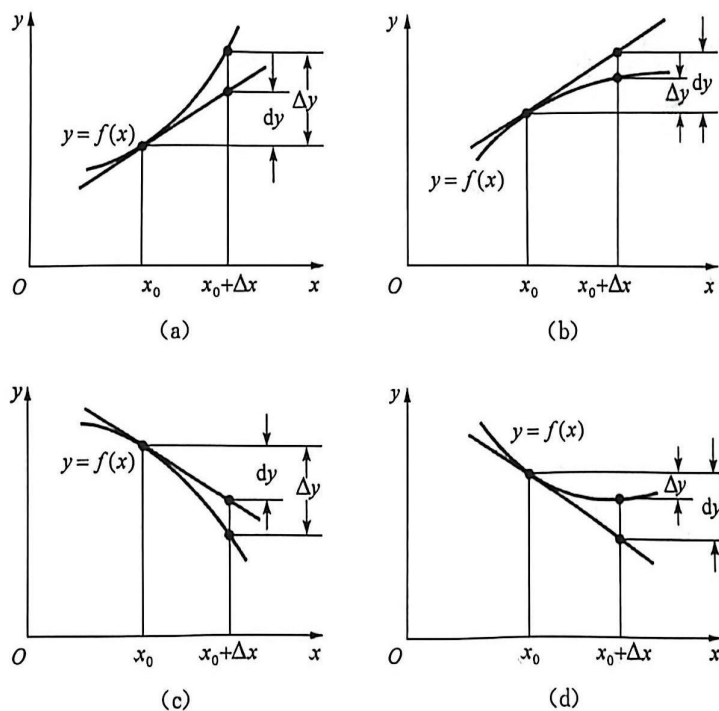 y
Δy
dy
y=f(x)
O
x₀
x₀+Δx
x
(a)
y
Δy
dy
y=f(x)
O
x₀
x₀+Δx
x
(b)
y
y=f(x)
dy
Δy
O
x₀
x₀+Δx
x
(c)
y
y=f(x)
Δy
dy
O
x₀
x₀+Δx
x
(d)